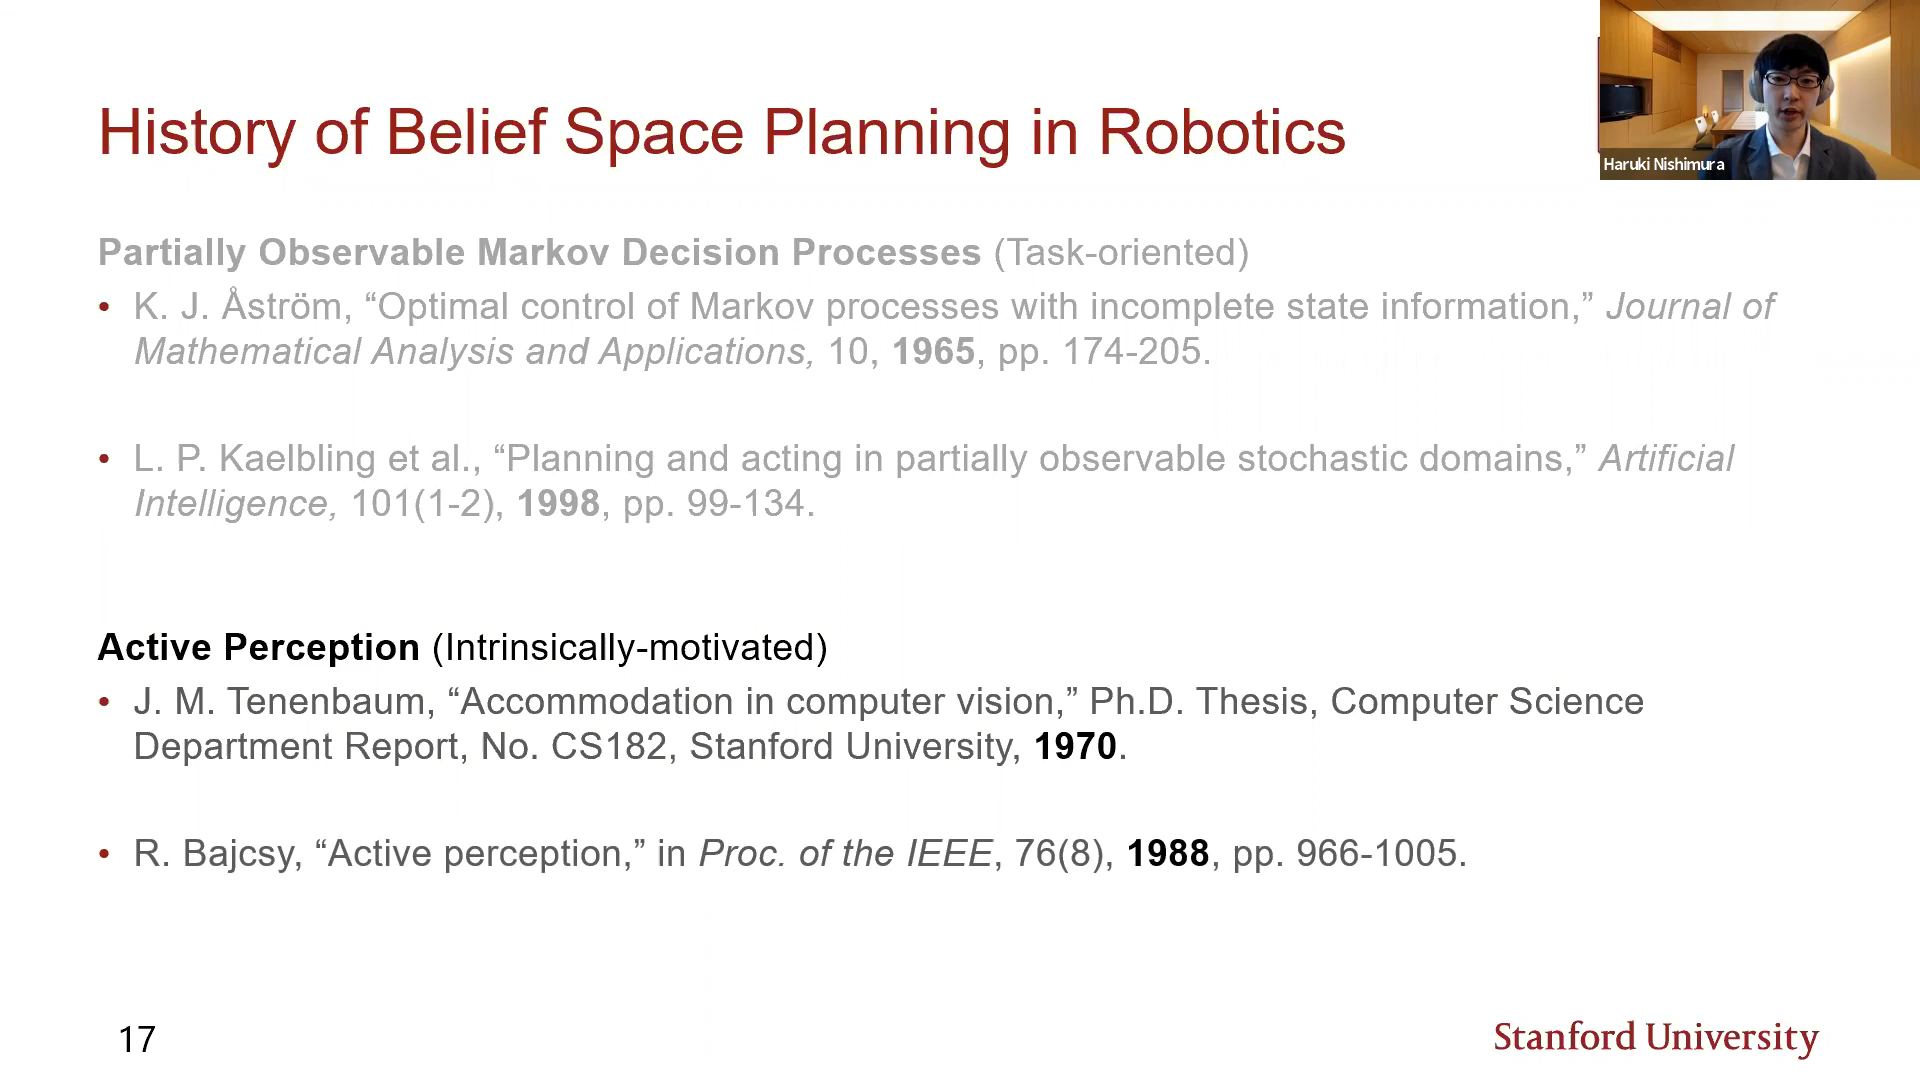 History of Belief Space Planning in Robotics
Haruki Nishimura
Partially Observable Markov Decision Processes (Task-oriented)
• K. J. Åström, “Optimal control of Markov processes with incomplete state information,” Journal of
Mathematical Analysis and Applications, 10, 1965, pp. 174-205.
• L. P. Kaelbling et al., “Planning and acting in partially observable stochastic domains,” Artificial
Intelligence, 101(1-2), 1998, pp. 99-134.
Active Perception (Intrinsically-motivated)
• J. M. Tenenbaum, “Accommodation in computer vision,” Ph.D. Thesis, Computer Science
Department Report, No. CS182, Stanford University, 1970.
• R. Bajcsy, “Active perception,” in Proc. of the IEEE, 76(8), 1988, pp. 966-1005.
17
Stanford University